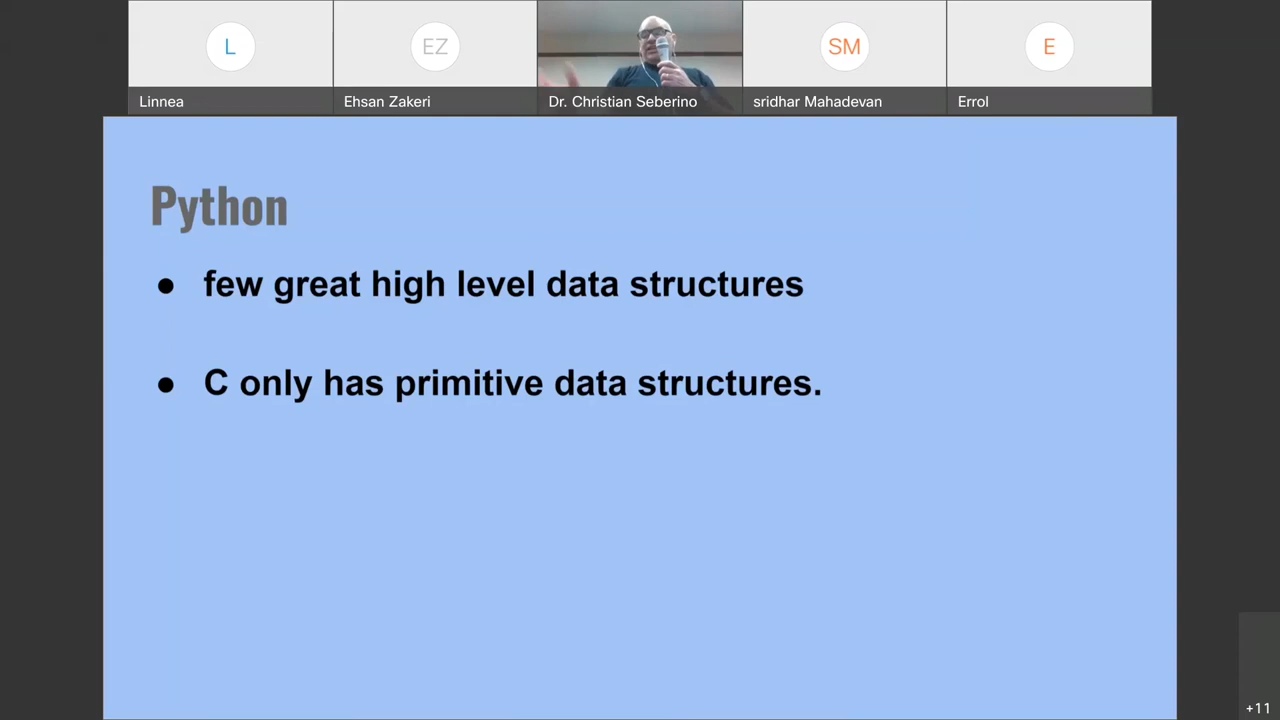 L
EZ
SM
E
Linnea
Ehsan Zakeri
Dr. Christian Seberino
sridhar Mahadevan
Errol
Python
● few great high level data structures
● C only has primitive data structures.
+11